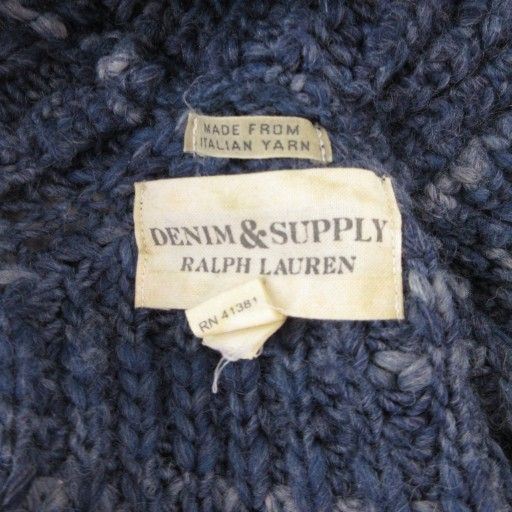 MADE FROM
ITALIAN YARN
DENIM & SUPPLY
RALPH LAUREN
RN 41381